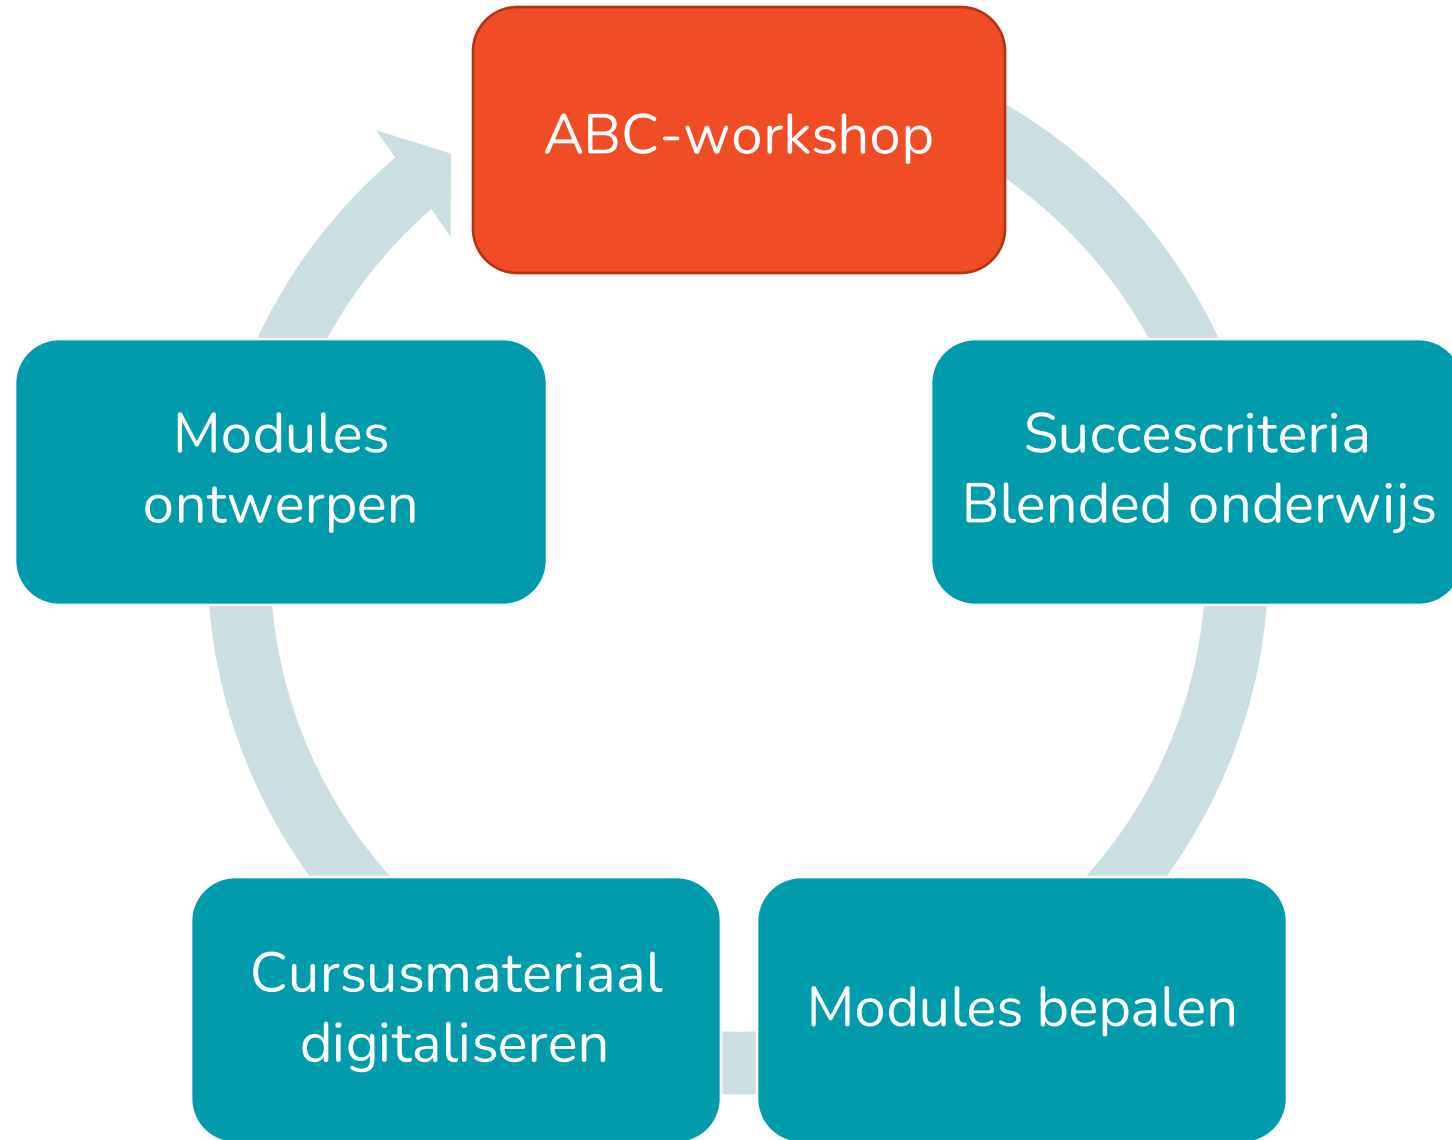 ABC-workshop
Succescriteria
Blended onderwijs
Modules bepalen
Cursusmateriaal
digitaliseren
Modules
ontwerpen